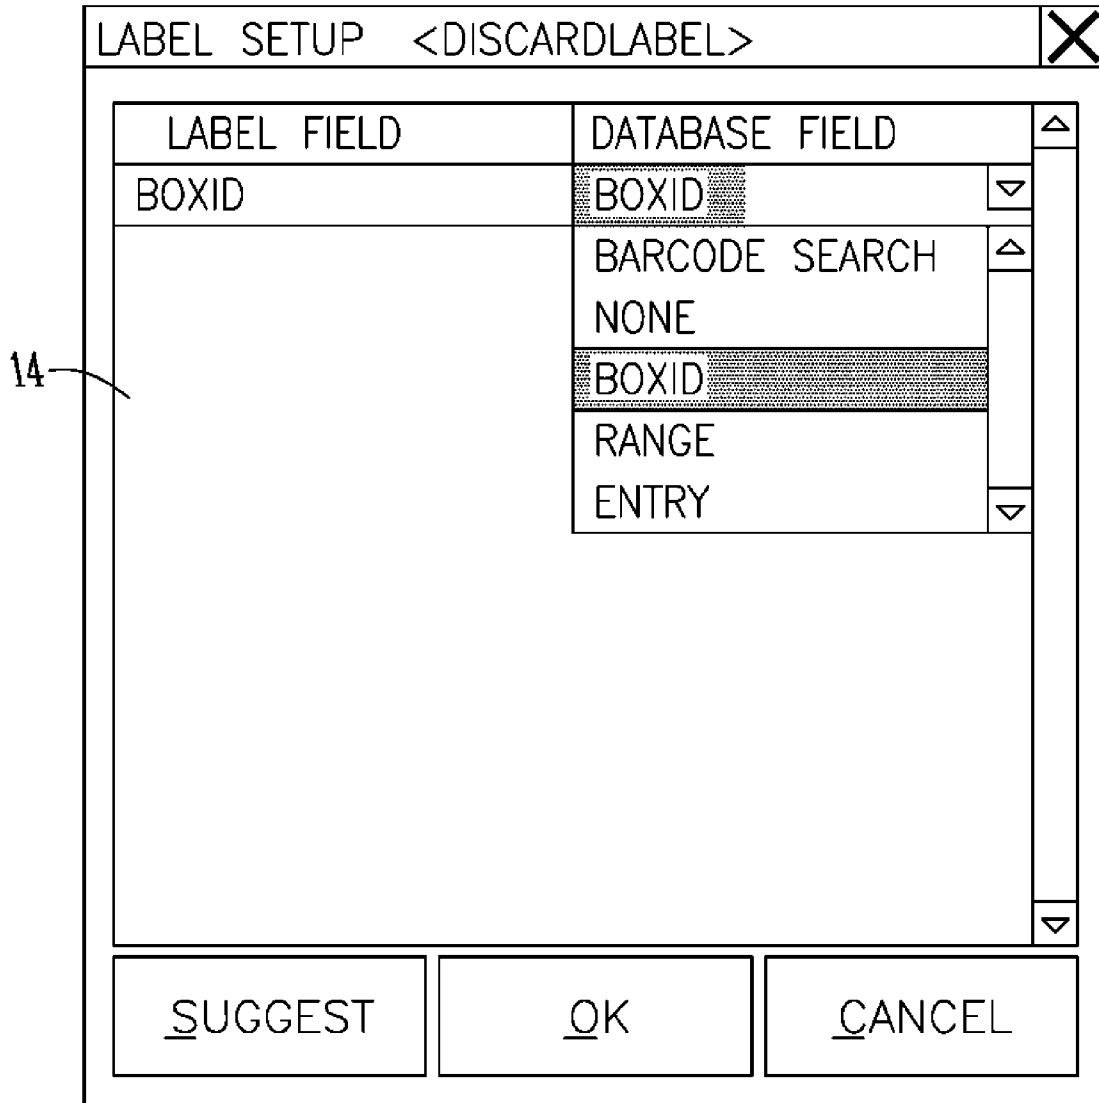 LABEL SETUP <DISCARDLABEL>
LABEL FIELD DATABASE FIELD
BOXID BOXID
BARCODE SEARCH
NONE
14
BOXID
RANGE
ENTRY
SUGGEST OK CANCEL